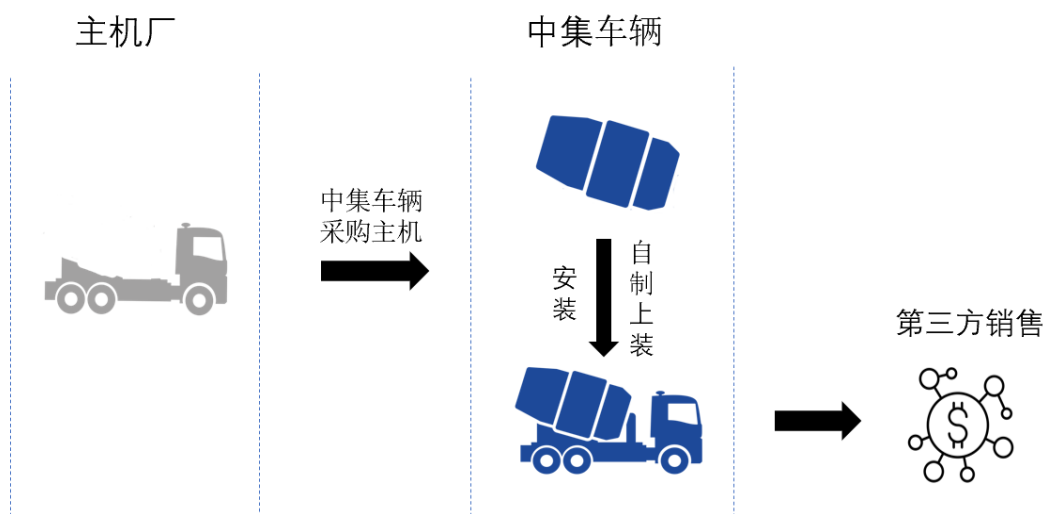 主机厂
中集车辆
中集车辆
采购主机
安装
自制上装
第三方销售
$